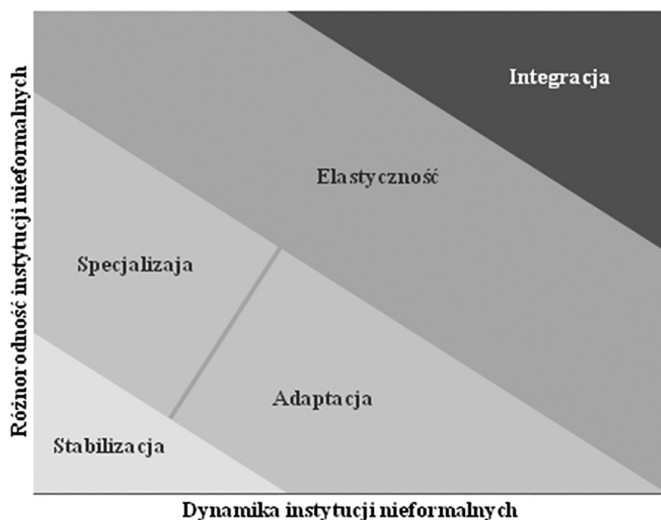 Różnorodność instytucji nieformalnych
Integracja
Elastyczność
Specjalizaja
Adaptacja
Stabilizacja
Dynamika instytucji nieformalnych